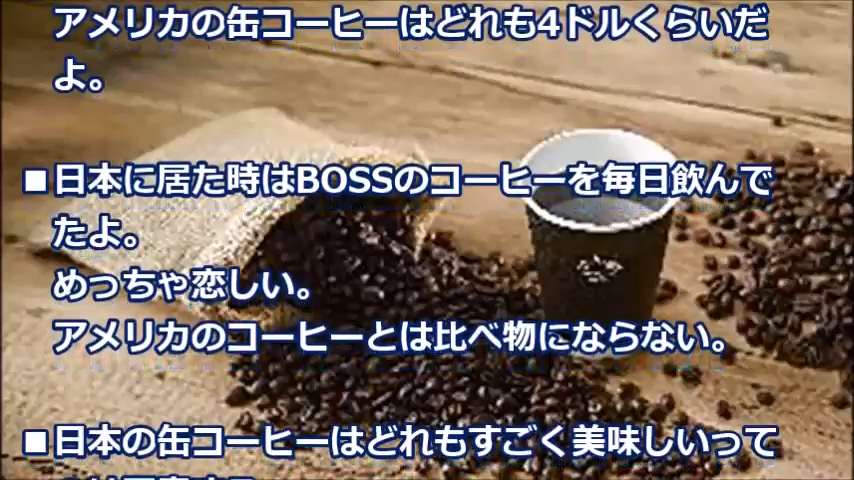 アメリカの缶コーヒーはどれも4ドルくらいだ
よ。
■日本に居た時はBOSSのコーヒーを毎日飲んで
たよ。
めっちゃ恋しい。
アメリカのコーヒーとは比べ物にならない。
■日本の缶コーヒーはどれもすごく美味しいって